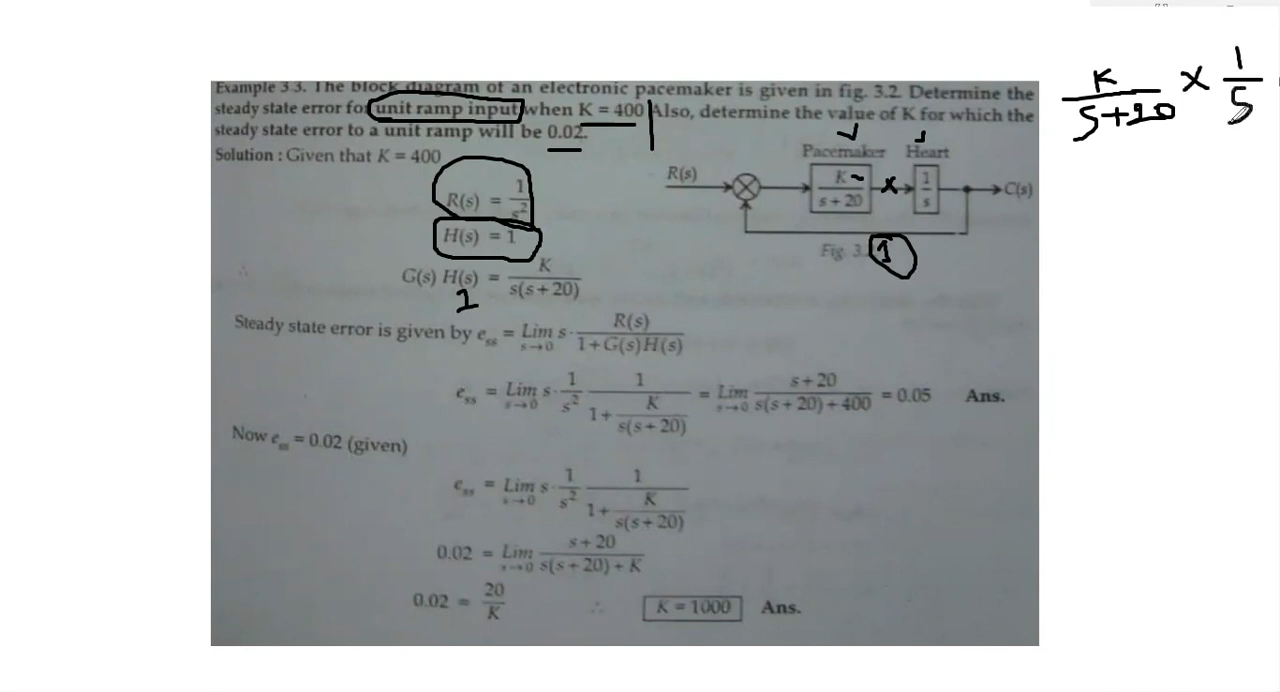 Example 3.3. The block diagram of an electronic pacemaker is given in fig. 3.2. Determine the
steady state error for unit ramp input when K = 400 Also, determine the value of K for which the
steady state error to a unit ramp will be 0.02.
Solution : Given that K = 400
Pacemaker Heart
R(s) K / s + 20 × 1 / s C(s)
Fig. 3. 1
R(s) = 1 / s²
H(s) = 1
∴ G(s) H(s) = K / s(s + 20)
1
Steady state error is given by e_ss = Lim s→0 s · R(s) / 1+G(s)H(s)
e_ss = Lim s→0 s · 1 / s² · 1 / 1 + K / s(s + 20) = Lim s→0 s + 20 / s(s + 20) + 400 = 0.05 Ans.
Now e_ss = 0.02 (given)
e_ss = Lim s→0 s · 1 / s² · 1 / 1 + K / s(s + 20)
0.02 = Lim s→0 s + 20 / s(s + 20) + K
0.02 = 20 / K ∴ K = 1000 Ans.
K / S+20 × 1 / S